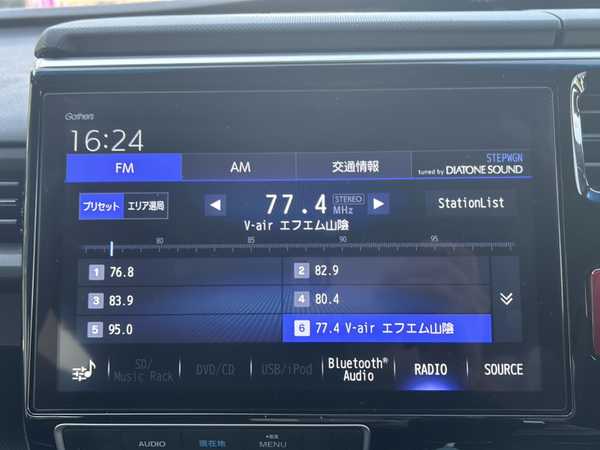 Gathers
16:24
FM AM 交通情報 STEPWGN
tuned by DIATONE SOUND
プリセット エリア選局 ◀ 77.4 STEREO MHz ▶ StationList
V-air エフエム山陰
80 85 90 95
1 76.8 2 82.9
3 83.9 4 80.4
5 95.0 6 77.4 V-air エフエム山陰
SD/ Music Rack DVD/CD USB/iPod Bluetooth® Audio RADIO SOURCE
AUDIO 現在地 MENU